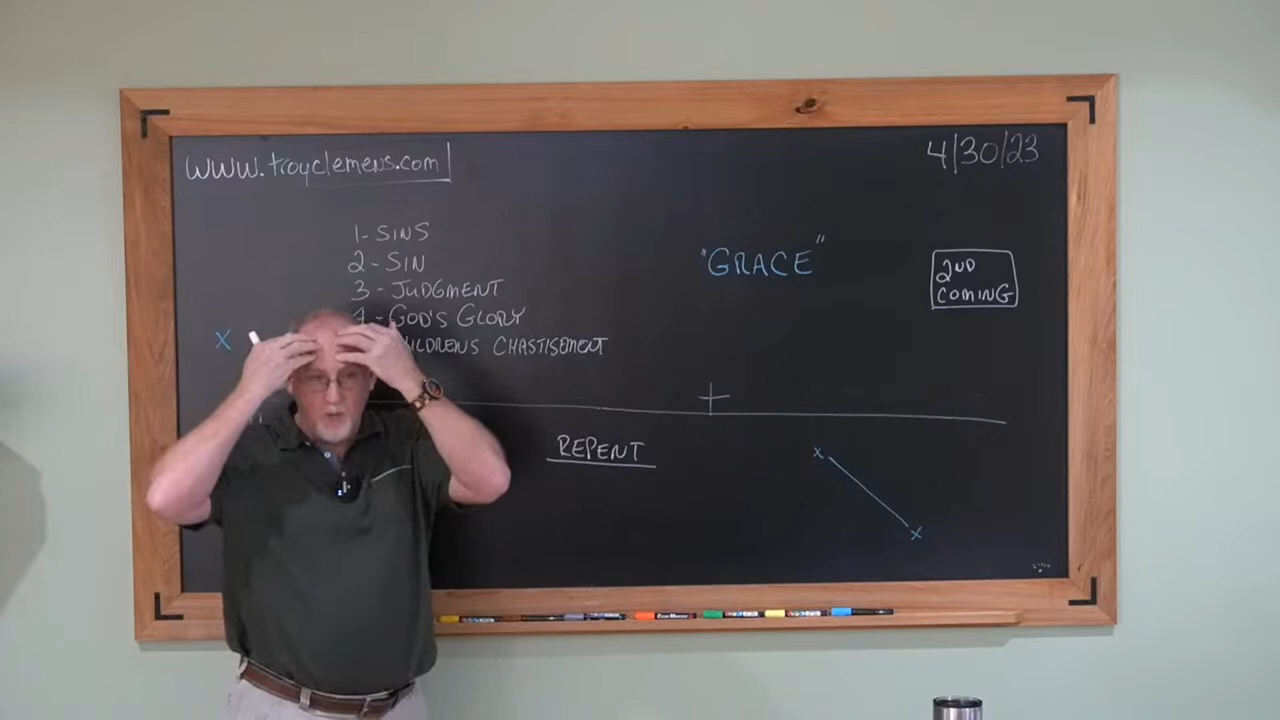 www.troyclemens.com
4/30/23
1- SINS
2- SIN
3- JUDGMENT
- GOD'S GLORY
CHASTISEMENT
"GRACE"
2ND
COMING
X
REPENT
X
X